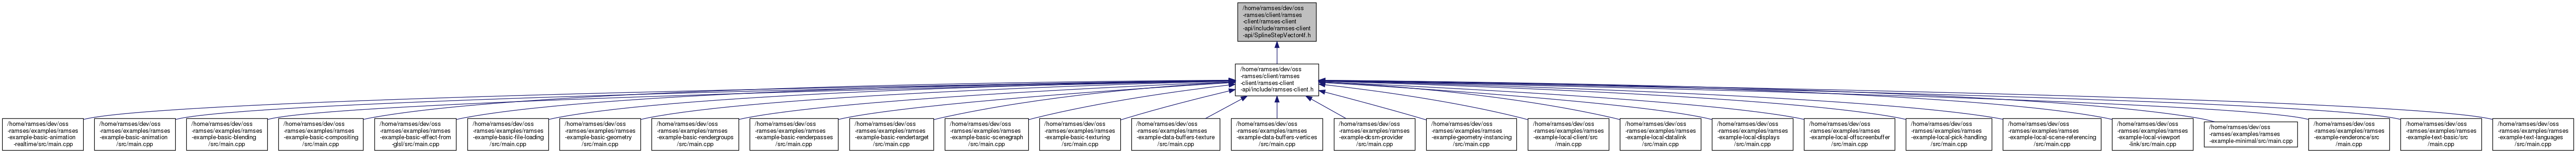 /home/ramses/dev/oss
-ramses/client/ramses
-client/ramses-client
-api/include/ramses-client
-api/SplineStepVector4f.h
/home/ramses/dev/oss
-ramses/client/ramses
-client/ramses-client
-api/include/ramses-client.h
/home/ramses/dev/oss
-ramses/examples/ramses
-example-basic-animation
-realtime/src/main.cpp
/home/ramses/dev/oss
-ramses/examples/ramses
-example-basic-animation
/src/main.cpp
/home/ramses/dev/oss
-ramses/examples/ramses
-example-basic-blending
/src/main.cpp
/home/ramses/dev/oss
-ramses/examples/ramses
-example-basic-compositing
/src/main.cpp
/home/ramses/dev/oss
-ramses/examples/ramses
-example-basic-effect-from
-glsl/src/main.cpp
/home/ramses/dev/oss
-ramses/examples/ramses
-example-basic-file-loading
/src/main.cpp
/home/ramses/dev/oss
-ramses/examples/ramses
-example-basic-geometry
/src/main.cpp
/home/ramses/dev/oss
-ramses/examples/ramses
-example-basic-rendergroups
/src/main.cpp
/home/ramses/dev/oss
-ramses/examples/ramses
-example-basic-renderpasses
/src/main.cpp
/home/ramses/dev/oss
-ramses/examples/ramses
-example-basic-rendertarget
/src/main.cpp
/home/ramses/dev/oss
-ramses/examples/ramses
-example-basic-scenegraph
/src/main.cpp
/home/ramses/dev/oss
-ramses/examples/ramses
-example-basic-texturing
/src/main.cpp
/home/ramses/dev/oss
-ramses/examples/ramses
-example-data-buffers-texture
/src/main.cpp
/home/ramses/dev/oss
-ramses/examples/ramses
-example-data-buffers-vertices
/src/main.cpp
/home/ramses/dev/oss
-ramses/examples/ramses
-example-dcsm-provider
/src/main.cpp
/home/ramses/dev/oss
-ramses/examples/ramses
-example-geometry-instancing
/src/main.cpp
/home/ramses/dev/oss
-ramses/examples/ramses
-example-local-client/src
/main.cpp
/home/ramses/dev/oss
-ramses/examples/ramses
-example-local-datalink
/src/main.cpp
/home/ramses/dev/oss
-ramses/examples/ramses
-example-local-displays
/src/main.cpp
/home/ramses/dev/oss
-ramses/examples/ramses
-example-local-offscreenbuffer
/src/main.cpp
/home/ramses/dev/oss
-ramses/examples/ramses
-example-local-pick-handling
/src/main.cpp
/home/ramses/dev/oss
-ramses/examples/ramses
-example-local-scene-referencing
/src/main.cpp
/home/ramses/dev/oss
-ramses/examples/ramses
-example-local-viewport
-link/src/main.cpp
/home/ramses/dev/oss
-ramses/examples/ramses
-example-minimal/src/main.cpp
/home/ramses/dev/oss
-ramses/examples/ramses
-example-renderonce/src
/main.cpp
/home/ramses/dev/oss
-ramses/examples/ramses
-example-text-basic/src
/main.cpp
/home/ramses/dev/oss
-ramses/examples/ramses
-example-text-languages
/src/main.cpp